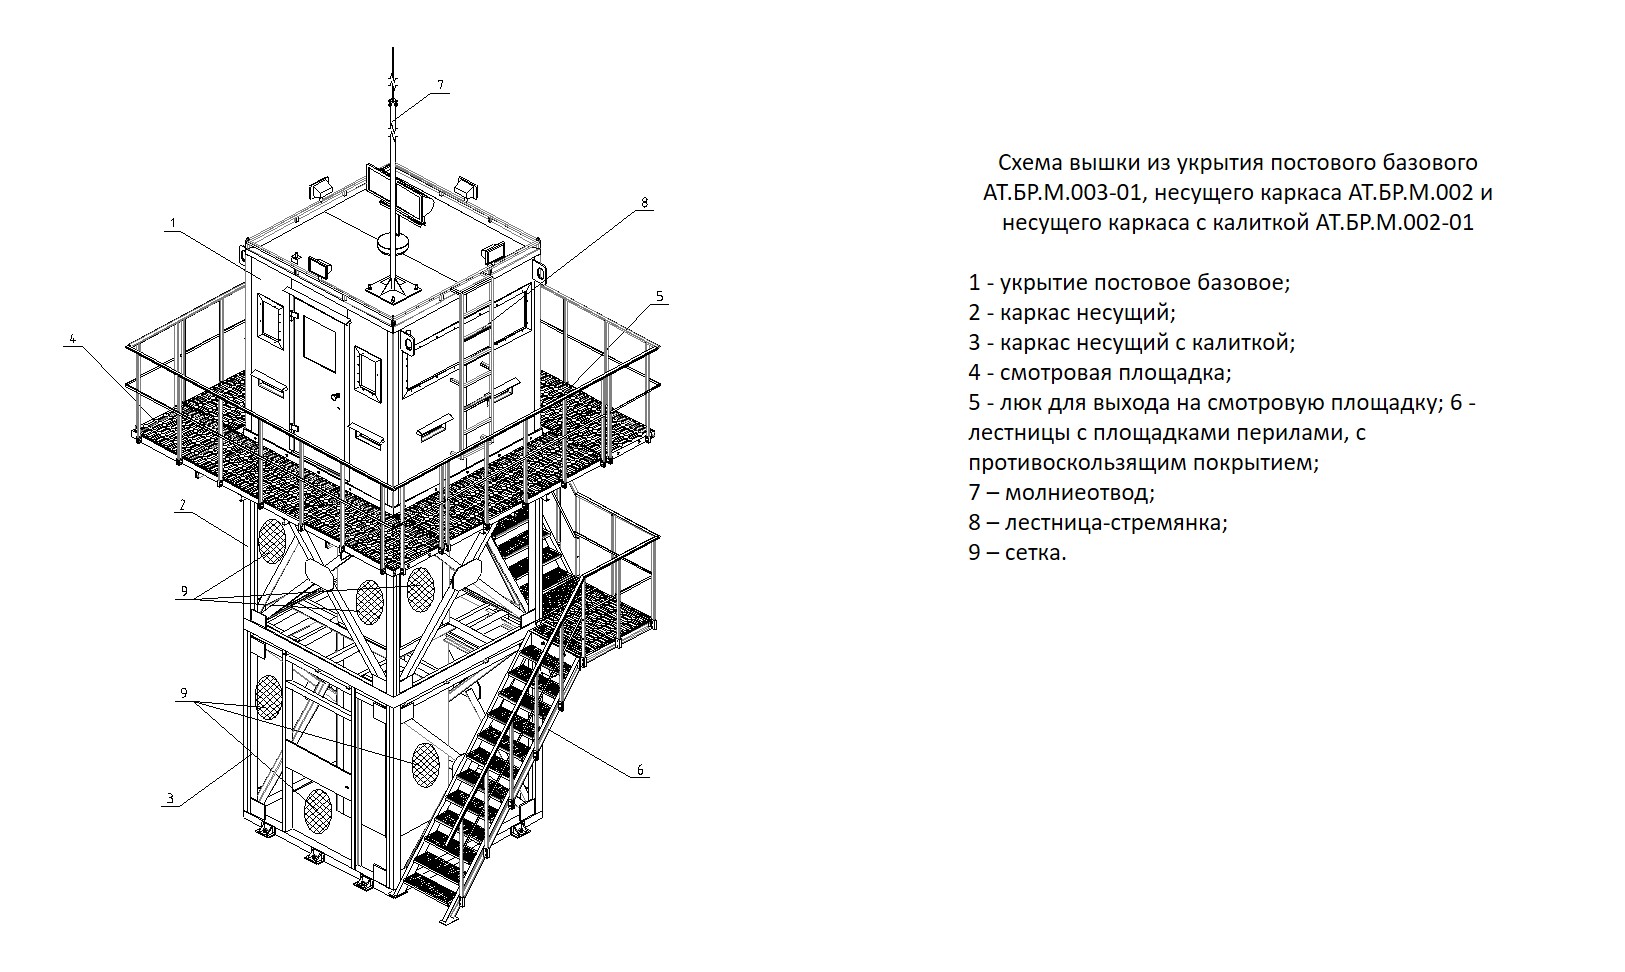 7
8
1
5
4
2
9
9
6
3
Схема вышки из укрытия постового базового
АТ.БР.М.003-01, несущего каркаса АТ.БР.М.002 и
несущего каркаса с калиткой АТ.БР.М.002-01
1 - укрытие постовое базовое;
2 - каркас несущий;
3 - каркас несущий с калиткой;
4 - смотровая площадка;
5 - люк для выхода на смотровую площадку; 6 -
лестницы с площадками перилами, с
противоскользящим покрытием;
7 – молниеотвод;
8 – лестница-стремянка;
9 – сетка.